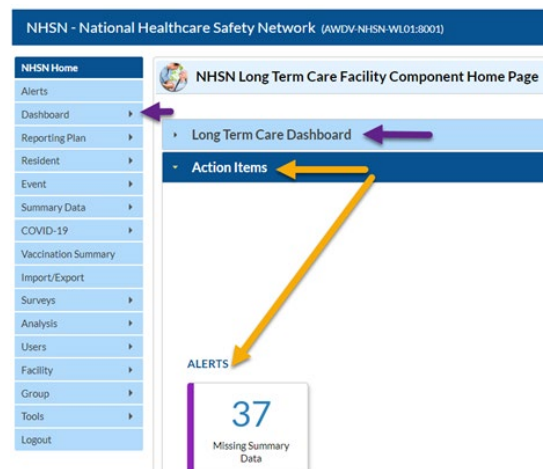 NHSN - National Healthcare Safety Network (AWDV-NHSN-WL01:8001)
NHSN Home
Alerts
Dashboard
Reporting Plan
Resident
Event
Summary Data
COVID-19
Vaccination Summary
Import/Export
Surveys
Analysis
Users
Facility
Group
Tools
Logout
NHSN Long Term Care Facility Component Home Page
Long Term Care Dashboard
Action Items
ALERTS
37
Missing Summary
Data